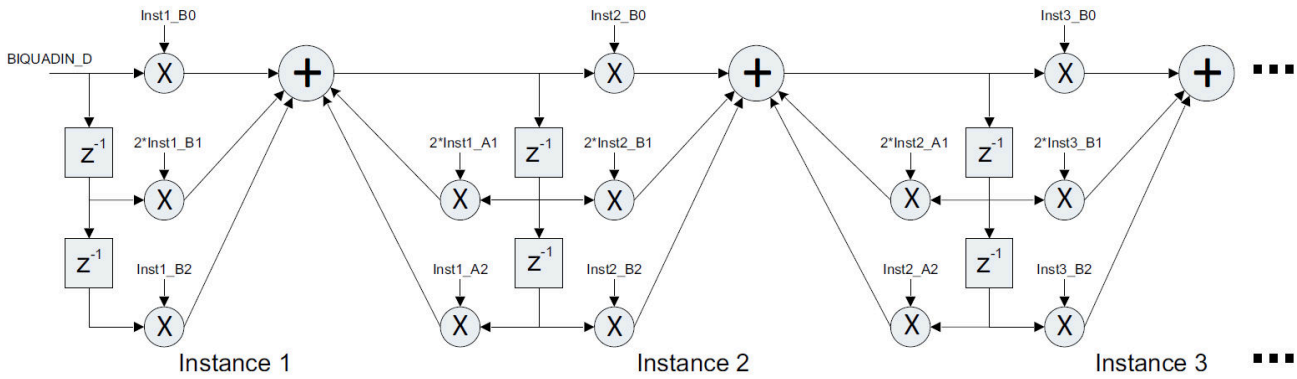 Inst1_B0 Inst2_B0 Inst3_B0
BIQUADIN_D
X + X + X + ...
2*Inst1_B1 2*Inst1_A1 2*Inst2_B1 2*Inst2_A1 2*Inst3_B1
z-1 z-1 z-1
X X X X X
Inst1_B2 Inst1_A2 Inst2_B2 Inst2_A2 Inst3_B2
z-1 z-1 z-1
X X X X X
Instance 1 Instance 2 Instance 3 ...